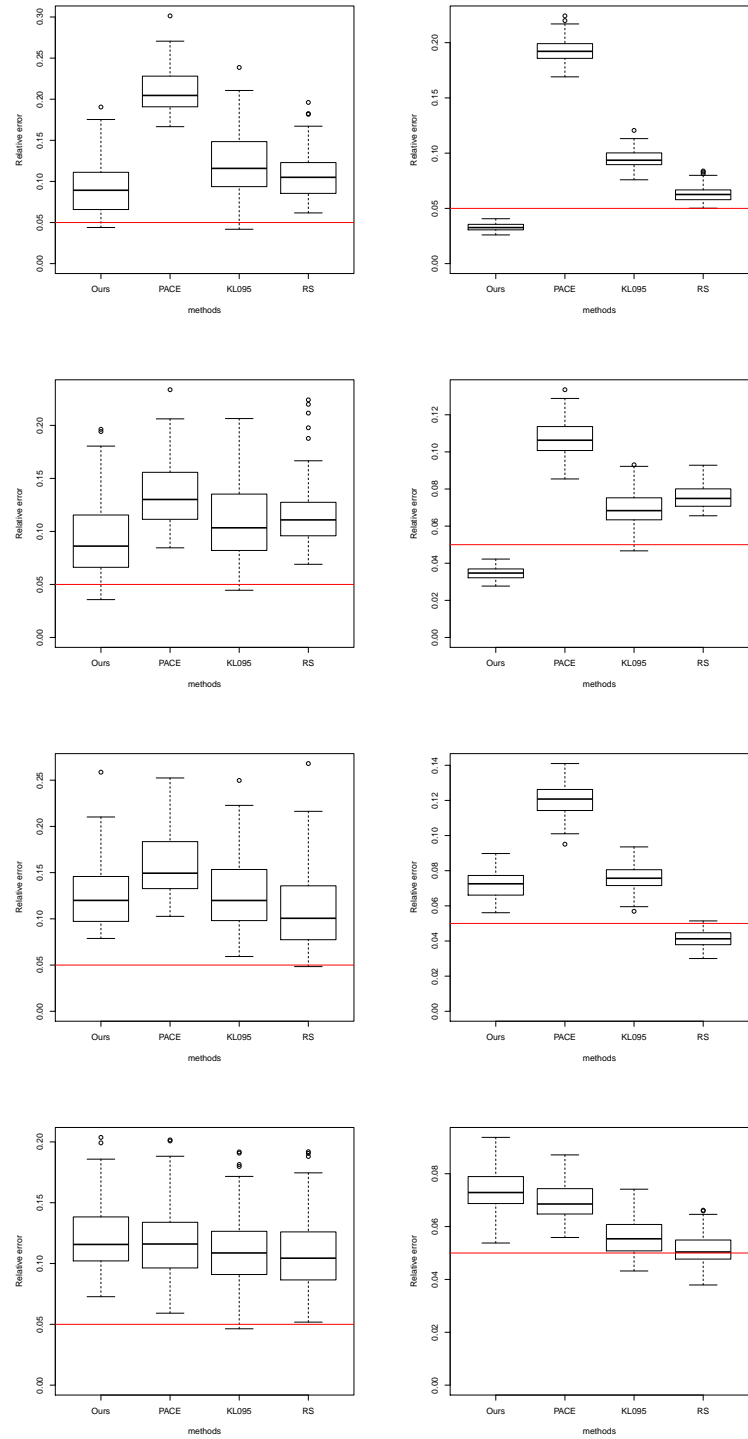 Relative error
0.00 0.05 0.10 0.15 0.20 0.25 0.30
Ours PACE KL095 RS
methods
Relative error
0.00 0.05 0.10 0.15 0.20
Ours PACE KL095 RS
methods
Relative error
0.00 0.05 0.10 0.15 0.20
Ours PACE KL095 RS
methods
Relative error
0.00 0.02 0.04 0.06 0.08 0.10 0.12
Ours PACE KL095 RS
methods
Relative error
0.00 0.05 0.10 0.15 0.20 0.25
Ours PACE KL095 RS
methods
Relative error
0.00 0.02 0.04 0.06 0.08 0.10 0.12 0.14
Ours PACE KL095 RS
methods
Relative error
0.00 0.05 0.10 0.15 0.20
Ours PACE KL095 RS
methods
Relative error
0.00 0.02 0.04 0.06 0.08
Ours PACE KL095 RS
methods